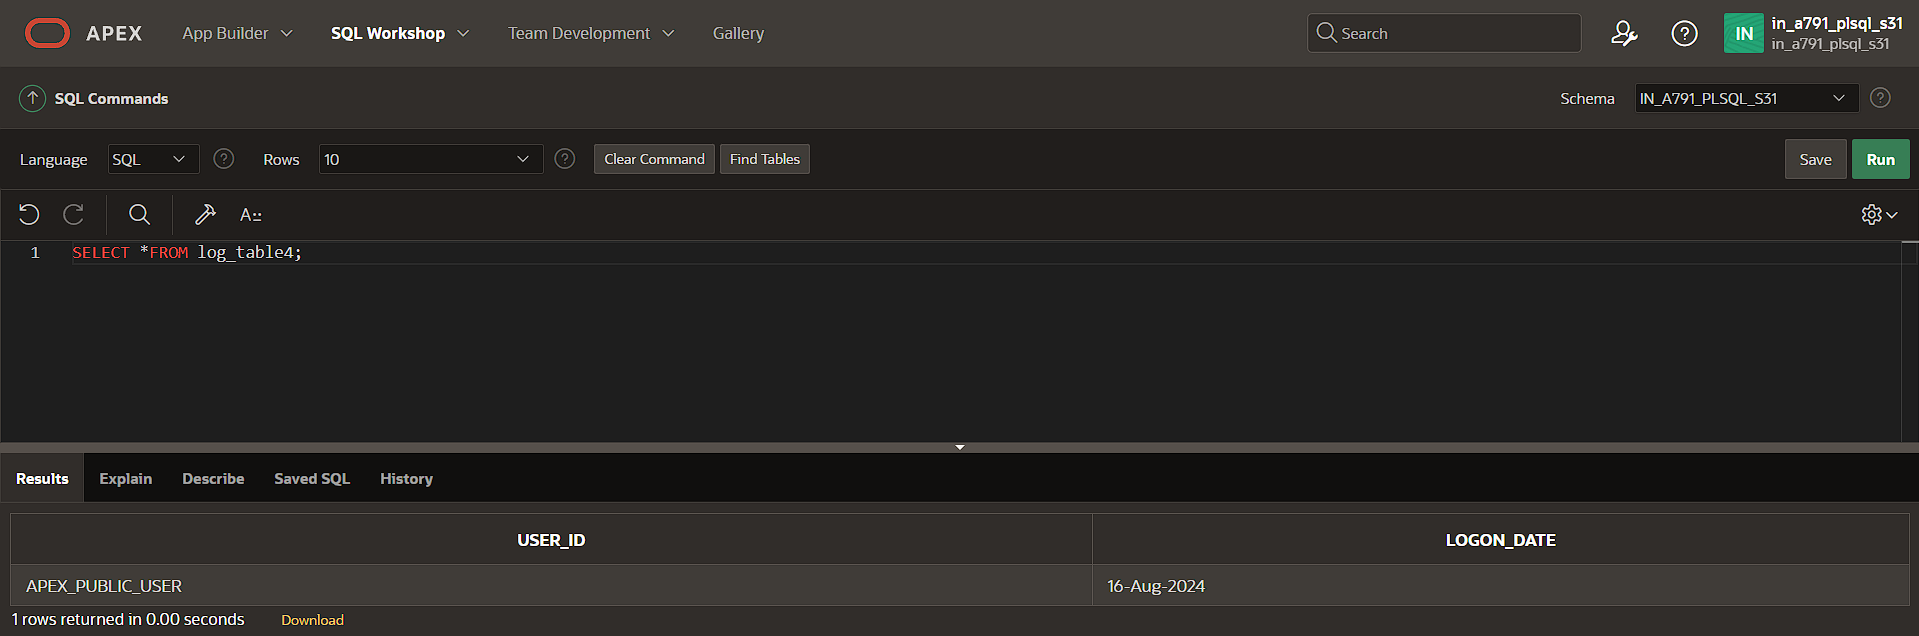 APEX App Builder SQL Workshop Team Development Gallery Search IN in_a791_plsql_s31
in_a791_plsql_s31
SQL Commands Schema IN_A791_PLSQL_S31
Language SQL Rows 10 Clear Command Find Tables Save Run
A::
1 SELECT *FROM log_table4;
Results Explain Describe Saved SQL History
USER_ID LOGON_DATE
APEX_PUBLIC_USER 16-Aug-2024
1 rows returned in 0.00 seconds Download